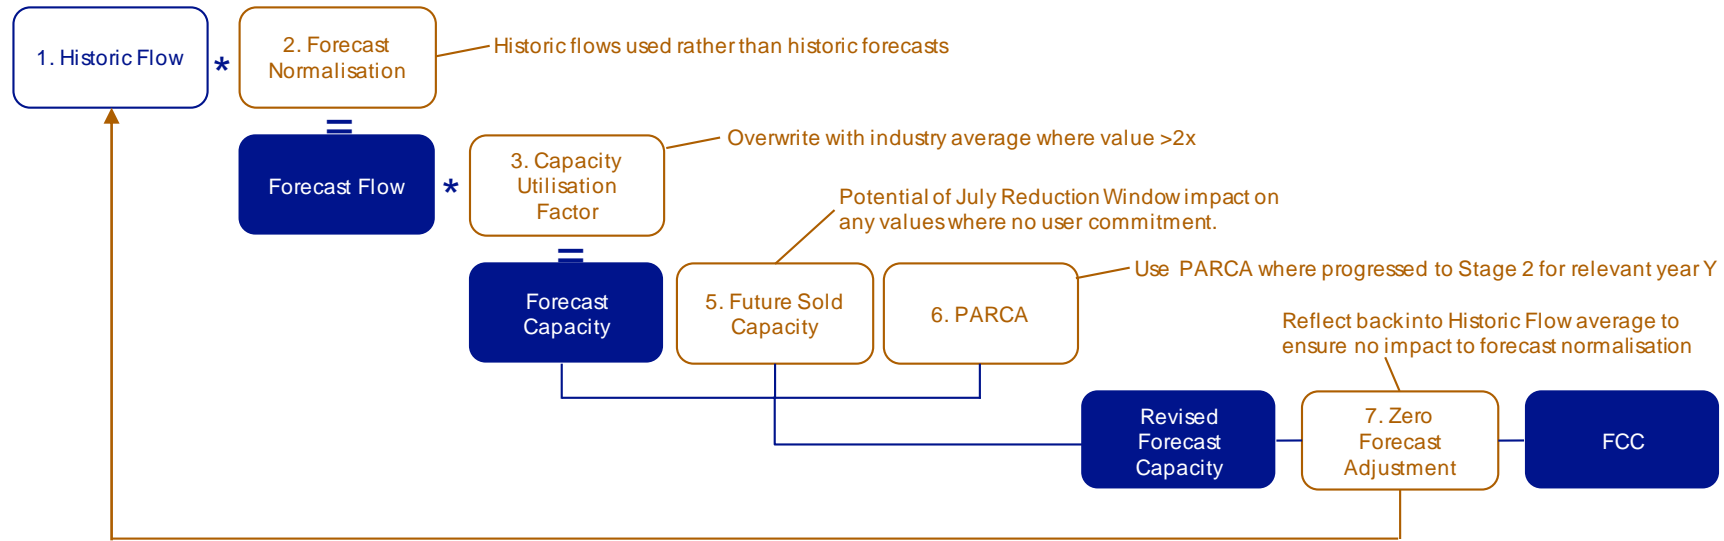 1. Historic Flow
*
2. Forecast
Normalisation
Historic flows used rather than historic forecasts
=
Forecast Flow
*
3. Capacity
Utilisation
Factor
Overwrite with industry average where value >2x
=
Potential of July Reduction Window impact on
any values where no user commitment.
Forecast
Capacity
5. Future Sold
Capacity
6. PARCA
Use PARCA where progressed to Stage 2 for relevant year Y
Reflect back into Historic Flow average to
ensure no impact to forecast normalisation
Revised
Forecast
Capacity
7. Zero
Forecast
Adjustment
FCC